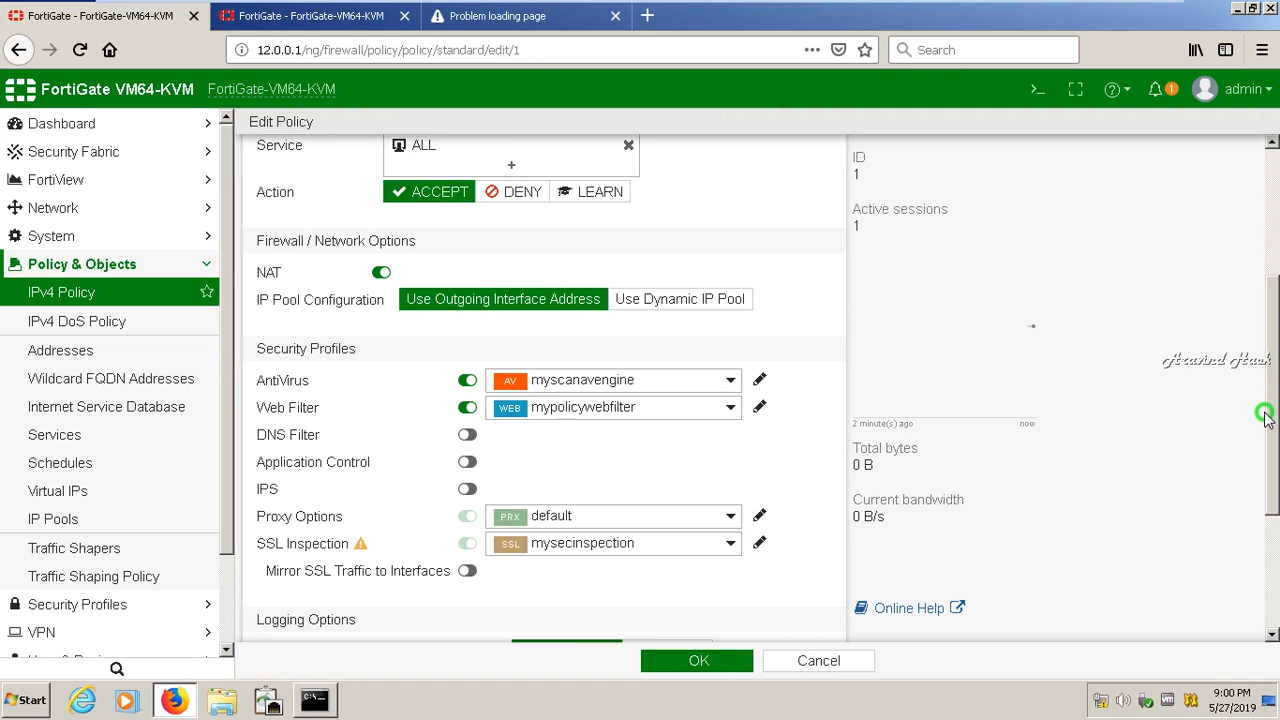 FortiGate - FortiGate-VM64-KVM
FortiGate - FortiGate-VM64-KVM
Problem loading page
12.0.0.1/ng/firewall/policy/policy/standard/edit/1
Search
FortiGate VM64-KVM
FortiGate-VM64-KVM
1
admin
Dashboard
Security Fabric
FortiView
Network
System
Policy & Objects
IPv4 Policy
IPv4 DoS Policy
Addresses
Wildcard FQDN Addresses
Internet Service Database
Services
Schedules
Virtual IPs
IP Pools
Traffic Shapers
Traffic Shaping Policy
Security Profiles
VPN
Edit Policy
Service
ALL
+
Action
ACCEPT
DENY
LEARN
Firewall / Network Options
NAT
IP Pool Configuration
Use Outgoing Interface Address
Use Dynamic IP Pool
Security Profiles
AntiVirus
AV myscanavengine
Web Filter
WEB mypolicywebfilter
DNS Filter
Application Control
IPS
Proxy Options
PRX default
SSL Inspection
SSL mysecinspection
Mirror SSL Traffic to Interfaces
Logging Options
OK
Cancel
ID
1
Active sessions
1
2 minute(s) ago
now
Total bytes
0 B
Current bandwidth
0 B/s
Online Help
Start
9:00 PM
5/27/2019